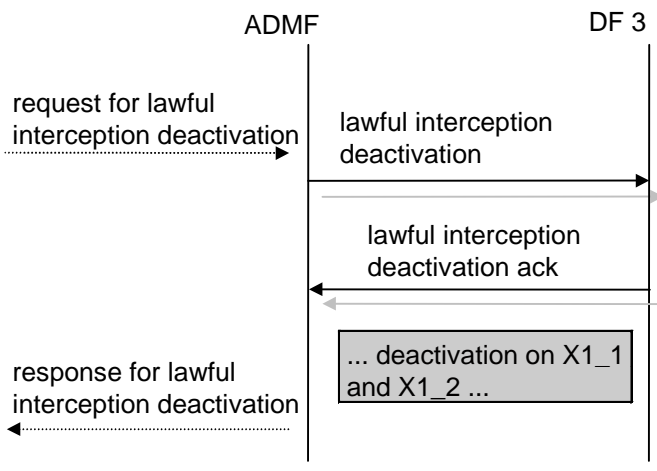 ADMF
DF 3
request for lawful
interception deactivation
lawful interception
deactivation
lawful interception
deactivation ack
... deactivation on X1_1
and X1_2 ...
response for lawful
interception deactivation